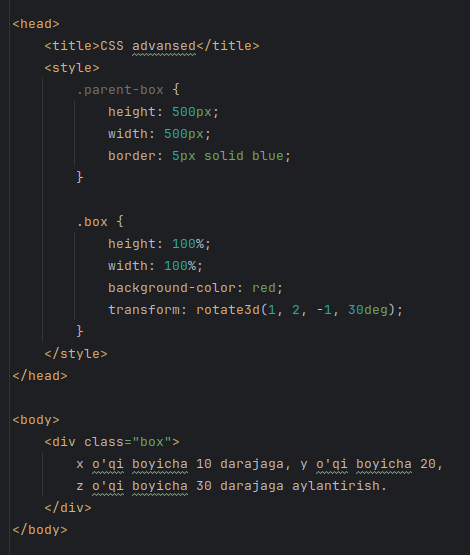 <head>
    <title>CSS advansed</title>
    <style>
        .parent-box {
            height: 500px;
            width: 500px;
            border: 5px solid blue;
        }

        .box {
            height: 100%;
            width: 100%;
            background-color: red;
            transform: rotate3d(1, 2, -1, 30deg);
        }
    </style>
</head>

<body>
    <div class="box">
        x o'qi boyicha 10 darajaga, y o'qi boyicha 20,
        z o'qi boyicha 30 darajaga aylantirish.
    </div>
</body>